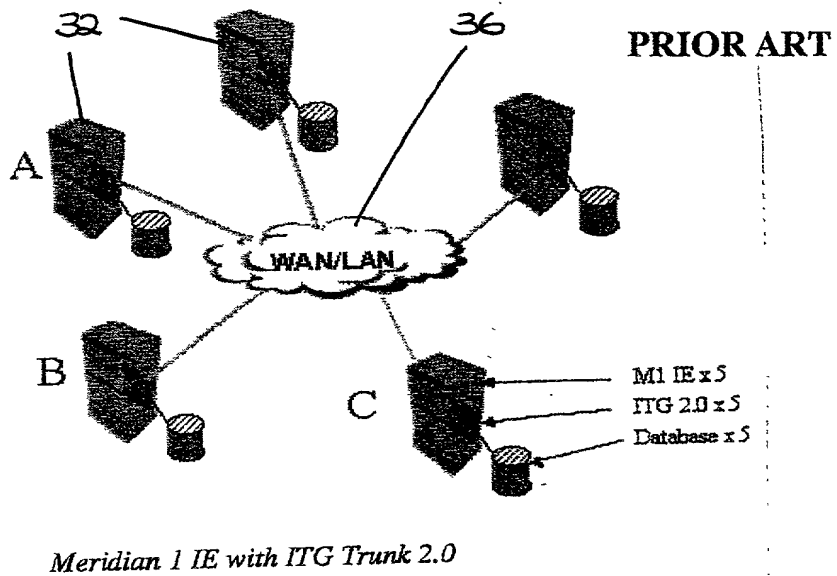 32
36
PRIOR ART
A
WAN/LAN
B
C
M1 IE x 5
ITG 2.0 x 5
Database x 5
Meridian 1 IE with ITG Trunk 2.0